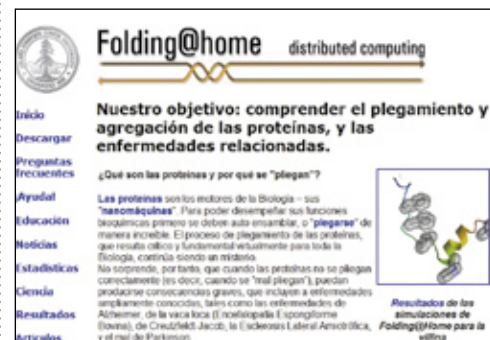 Folding@home distributed computing
Nuestro objetivo: comprender el plegamiento y
agregación de las proteínas, y las
enfermedades relacionadas.
Inicio
Descargar
Preguntas
frecuentes
Ayuda!
Educación
Noticias
Estadísticas
Ciencia
Resultados
Artículos
¿Qué son las proteínas y por qué se "pliegan"?
Las proteínas son los motores de la Biología – sus
"nanomáquinas". Para poder desempeñar sus funciones
bioquímicas primero se deben auto ensamblar, o "plegarse" de
manera increíble. El proceso de plegamiento de las proteínas,
que resulta crítico y fundamental virtualmente para toda la
Biología, continúa siendo un misterio.
No sorprende, por tanto, que cuando las proteínas no se pliegan
correctamente (es decir, cuando se "mal pliegan"), puedan
producirse consecuencias graves, que incluyen a enfermedades
ampliamente conocidas, tales como las enfermedades de
Alzheimer, de la vaca loca (Encefalopatía Espongiforme
Bovina), de Creutzfeldt Jacob, la Esclerosis Lateral Amiotrófica,
y el mal de Parkinson.
Resultados de las
simulaciones de
Folding@Home para la
villina